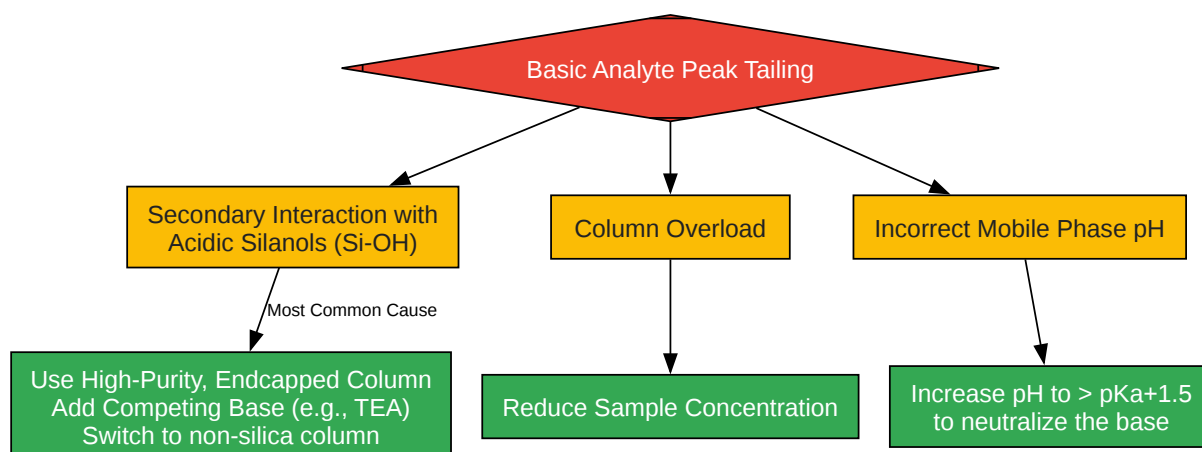 Basic Analyte Peak Tailing
Secondary Interaction with
Acidic Silanols (Si-OH)
Column Overload
Incorrect Mobile Phase pH
Most Common Cause
Use High-Purity, Endcapped Column
Add Competing Base (e.g., TEA)
Switch to non-silica column
Reduce Sample Concentration
Increase pH to > pKa+1.5
to neutralize the base